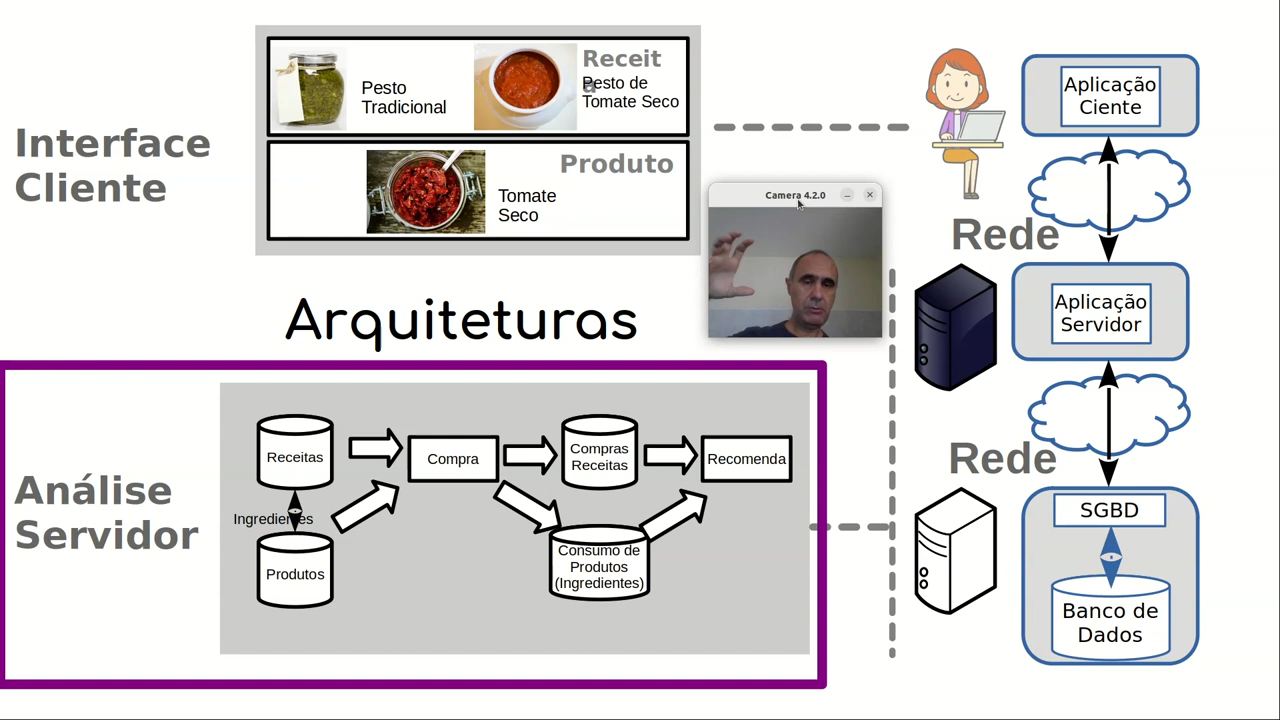 Interface
Cliente
Pesto
Tradicional
Receit
a
Pesto de
Tomate Seco
Produto
Tomate
Seco
Camera 4.2.0
Aplicação
Ciente
Rede
Aplicação
Servidor
Rede
SGBD
Banco de
Dados
Arquiteturas
Análise
Servidor
Receitas
Ingredientes
Produtos
Compra
Compras
Receitas
Consumo de
Produtos
(Ingredientes)
Recomenda